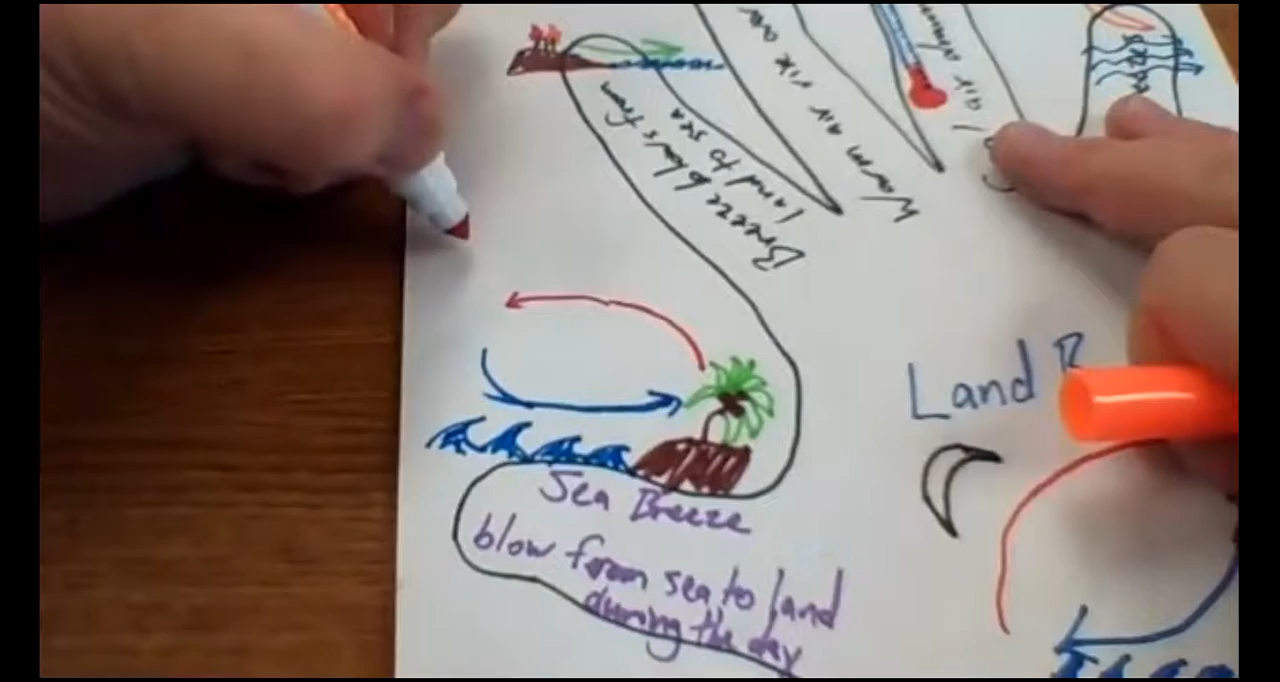 Breeze blows from
land to sea
Warm air rise over
Land B
Sea Breeze
blow from sea to land
during the day